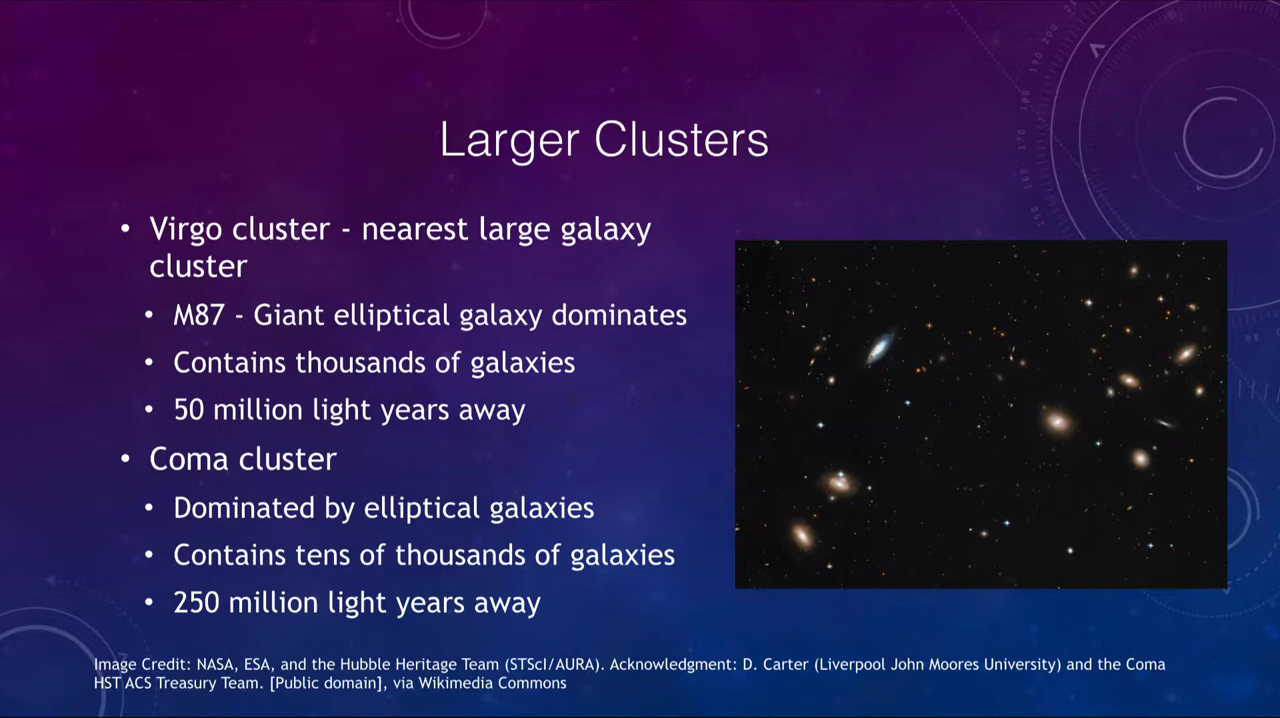 Larger Clusters
• Virgo cluster - nearest large galaxy
cluster
• M87 - Giant elliptical galaxy dominates
• Contains thousands of galaxies
• 50 million light years away
• Coma cluster
• Dominated by elliptical galaxies
• Contains tens of thousands of galaxies
• 250 million light years away
Image Credit: NASA, ESA, and the Hubble Heritage Team (STScI/AURA). Acknowledgment: D. Carter (Liverpool John Moores University) and the Coma
HST ACS Treasury Team. [Public domain], via Wikimedia Commons